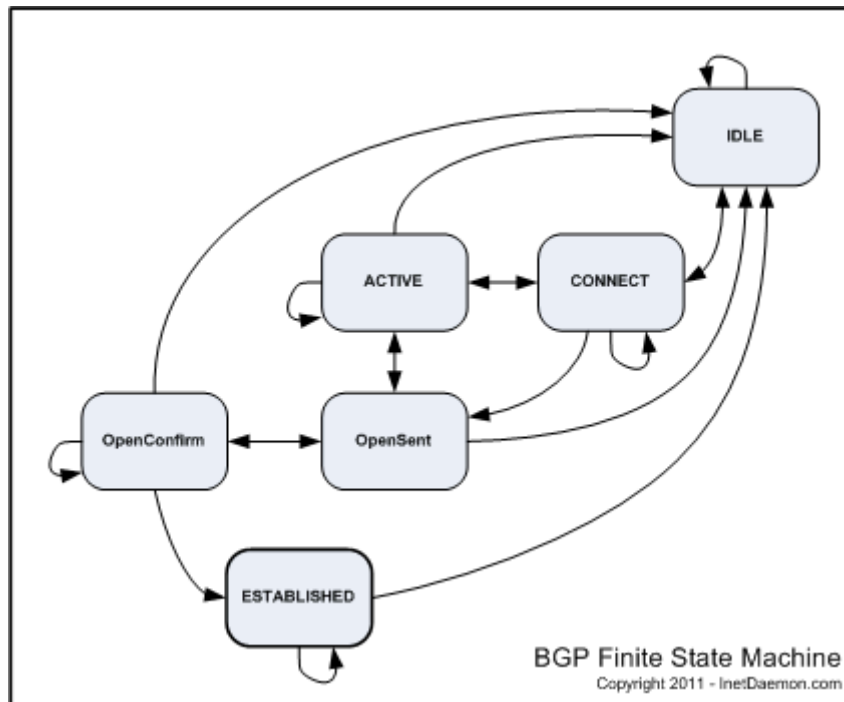 IDLE
ACTIVE
CONNECT
OpenConfirm
OpenSent
ESTABLISHED
BGP Finite State Machine
Copyright 2011 - InetDaemon.com